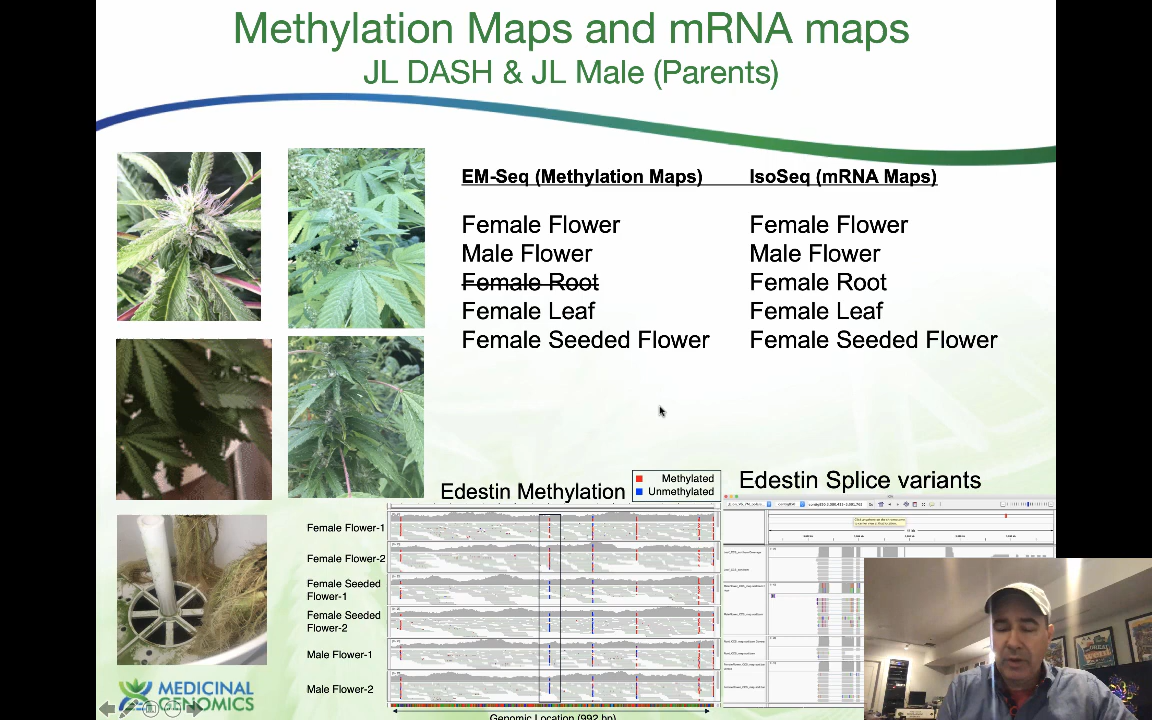 Methylation Maps and mRNA maps
JL DASH & JL Male (Parents)
EM-Seq (Methylation Maps) IsoSeq (mRNA Maps)
Female Flower Female Flower
Male Flower Male Flower
Female Root Female Root
Female Leaf Female Leaf
Female Seeded Flower Female Seeded Flower
Edestin Methylation
Methylated
Unmethylated
Edestin Splice variants
Female Flower-1
Female Flower-2
Female Seeded
Flower-1
Female Seeded
Flower-2
Male Flower-1
Male Flower-2
Genomic Location (992 bp)
MEDICINAL
GENOMICS